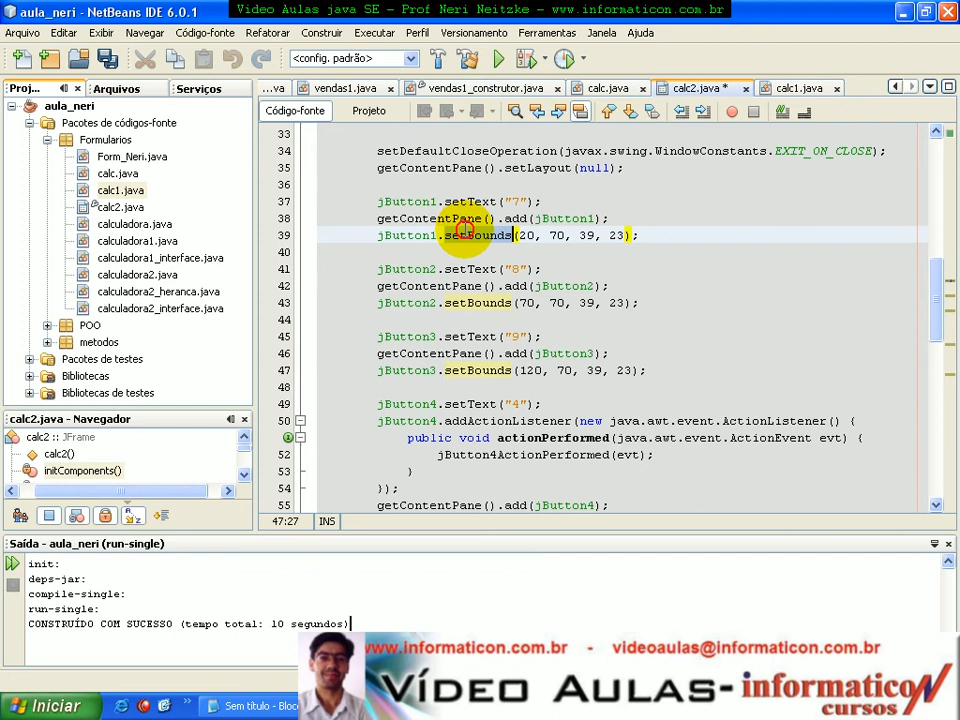 aula_neri - NetBeans IDE 6.0.1
Video Aulas java SE - Prof Neri Neitzke - www.informaticon.com.br
Arquivo Editar Exibir Navegar Código-fonte Refatorar Construir Executar Perfil Versionamento Ferramentas Janela Ajuda
<config. padrão>
Proj... Arquivos Serviços
...va vendas1.java vendas1_construtor.java calc.java calc2.java * calc1.java
Código-fonte Projeto
aula_neri
Pacotes de códigos-fonte
Formularios
Form_Neri.java
calc.java
calc1.java
calc2.java
calculadora.java
calculadora1.java
calculadora1_interface.java
calculadora2.java
calculadora2_heranca.java
calculadora2_interface.java
POO
metodos
Pacotes de testes
Bibliotecas
Bibliotecas de testes
33
34 setDefaultCloseOperation(javax.swing.WindowConstants.EXIT_ON_CLOSE);
35 getContentPane().setLayout(null);
36
37 jButton1.setText("7");
38 getContentPane().add(jButton1);
39 jButton1.setBounds(20, 70, 39, 23);
40
41 jButton2.setText("8");
42 getContentPane().add(jButton2);
43 jButton2.setBounds(70, 70, 39, 23);
44
45 jButton3.setText("9");
46 getContentPane().add(jButton3);
47 jButton3.setBounds(120, 70, 39, 23);
48
49 jButton4.setText("4");
50 jButton4.addActionListener(new java.awt.event.ActionListener() {
public void actionPerformed(java.awt.event.ActionEvent evt) {
52 jButton4ActionPerformed(evt);
53 }
54 });
55 getContentPane().add(jButton4);
47:27 INS
calc2.java - Navegador
calc2 :: JFrame
calc2()
initComponents()
Saída - aula_neri (run-single)
init:
deps-jar:
compile-single:
run-single:
CONSTRUÍDO COM SUCESSO (tempo total: 10 segundos)
www.informaticon.com.br - videoaulas@informaticon.com.br
VÍDEO AULAS- informaticon
cursos
Iniciar
Sem título - Bloc